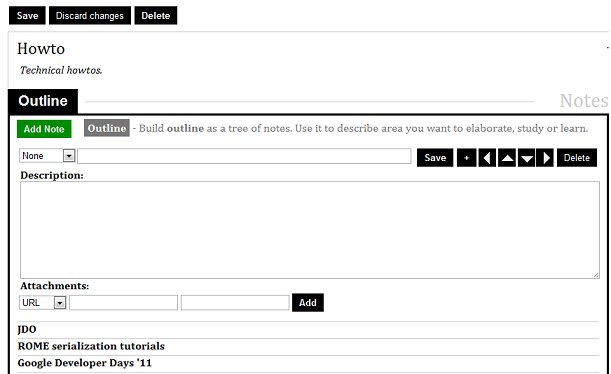 Save Discard changes Delete
Howto
Technical howtos.
Outline Notes
Add Note Outline - Build outline as a tree of notes. Use it to describe area you want to elaborate, study or learn.
None Save + Delete
Description:
Attachments:
URL Add
JDO
ROME serialization tutorials
Google Developer Days '11